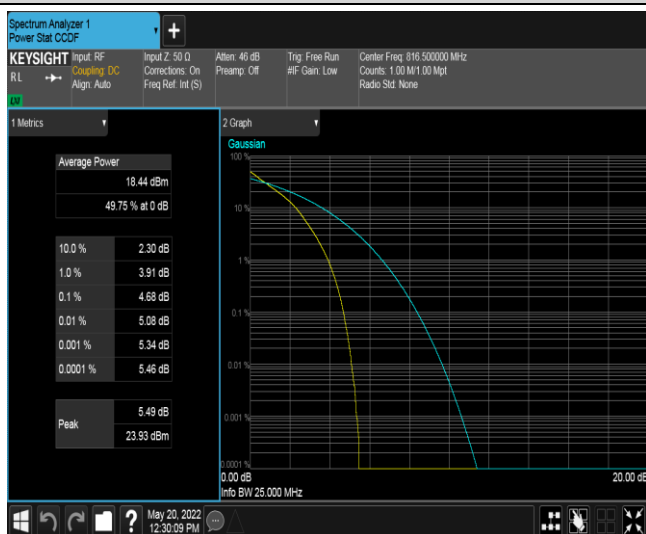 Spectrum Analyzer 1
Power Stat CCDF
KEYSIGHT
RL
Input: RF
Coupling: DC
Align: Auto
Input Z: 50 Ω
Corrections: On
Freq Ref: Int (S)
Atten: 46 dB
Preamp: Off
Trig: Free Run
#IF Gain: Low
Center Freq: 816.500000 MHz
Counts: 1.00 M/1.00 Mpt
Radio Std: None
1 Metrics
Average Power
18.44 dBm
49.75 % at 0 dB
10.0 % 2.30 dB
1.0 % 3.91 dB
0.1 % 4.68 dB
0.01 % 5.08 dB
0.001 % 5.34 dB
0.0001 % 5.46 dB
Peak
5.49 dB
23.93 dBm
2 Graph
Gaussian
100 %
10 %
1 %
0.1 %
0.01 %
0.001 %
0.0001 %
0.00 dB
20.00 dB
Info BW 25.000 MHz
?
May 20, 2022
12:30:09 PM